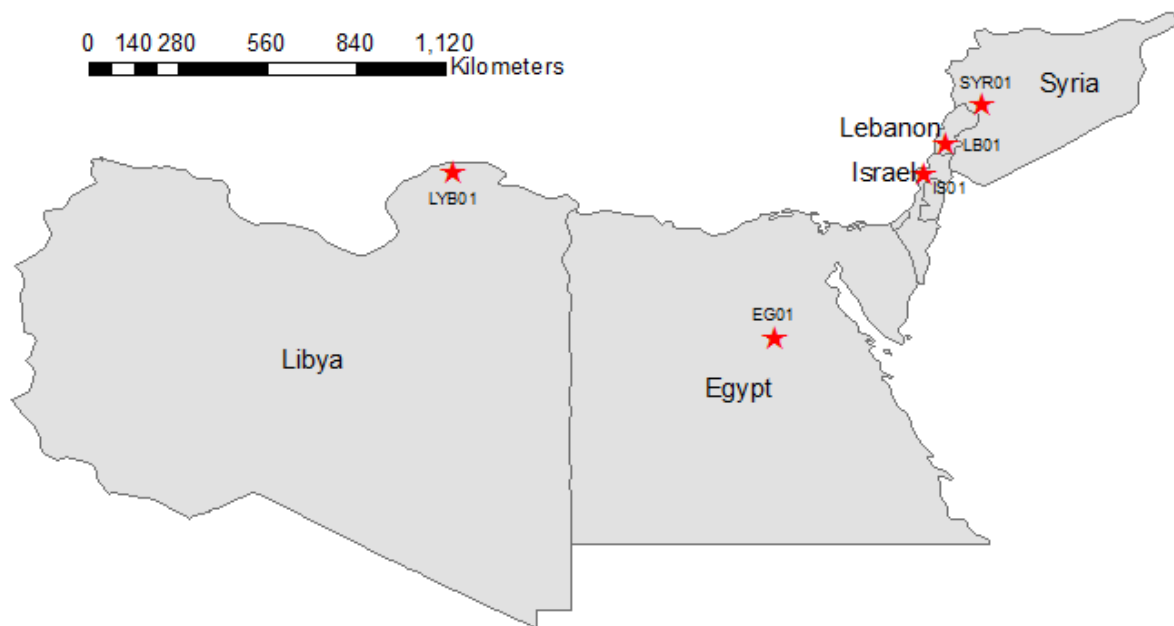 0 140 280 560 840 1,120
Kilometers
SYR01
Syria
Lebanon
LB01
Israel
IS01
LYB01
EG01
Libya
Egypt